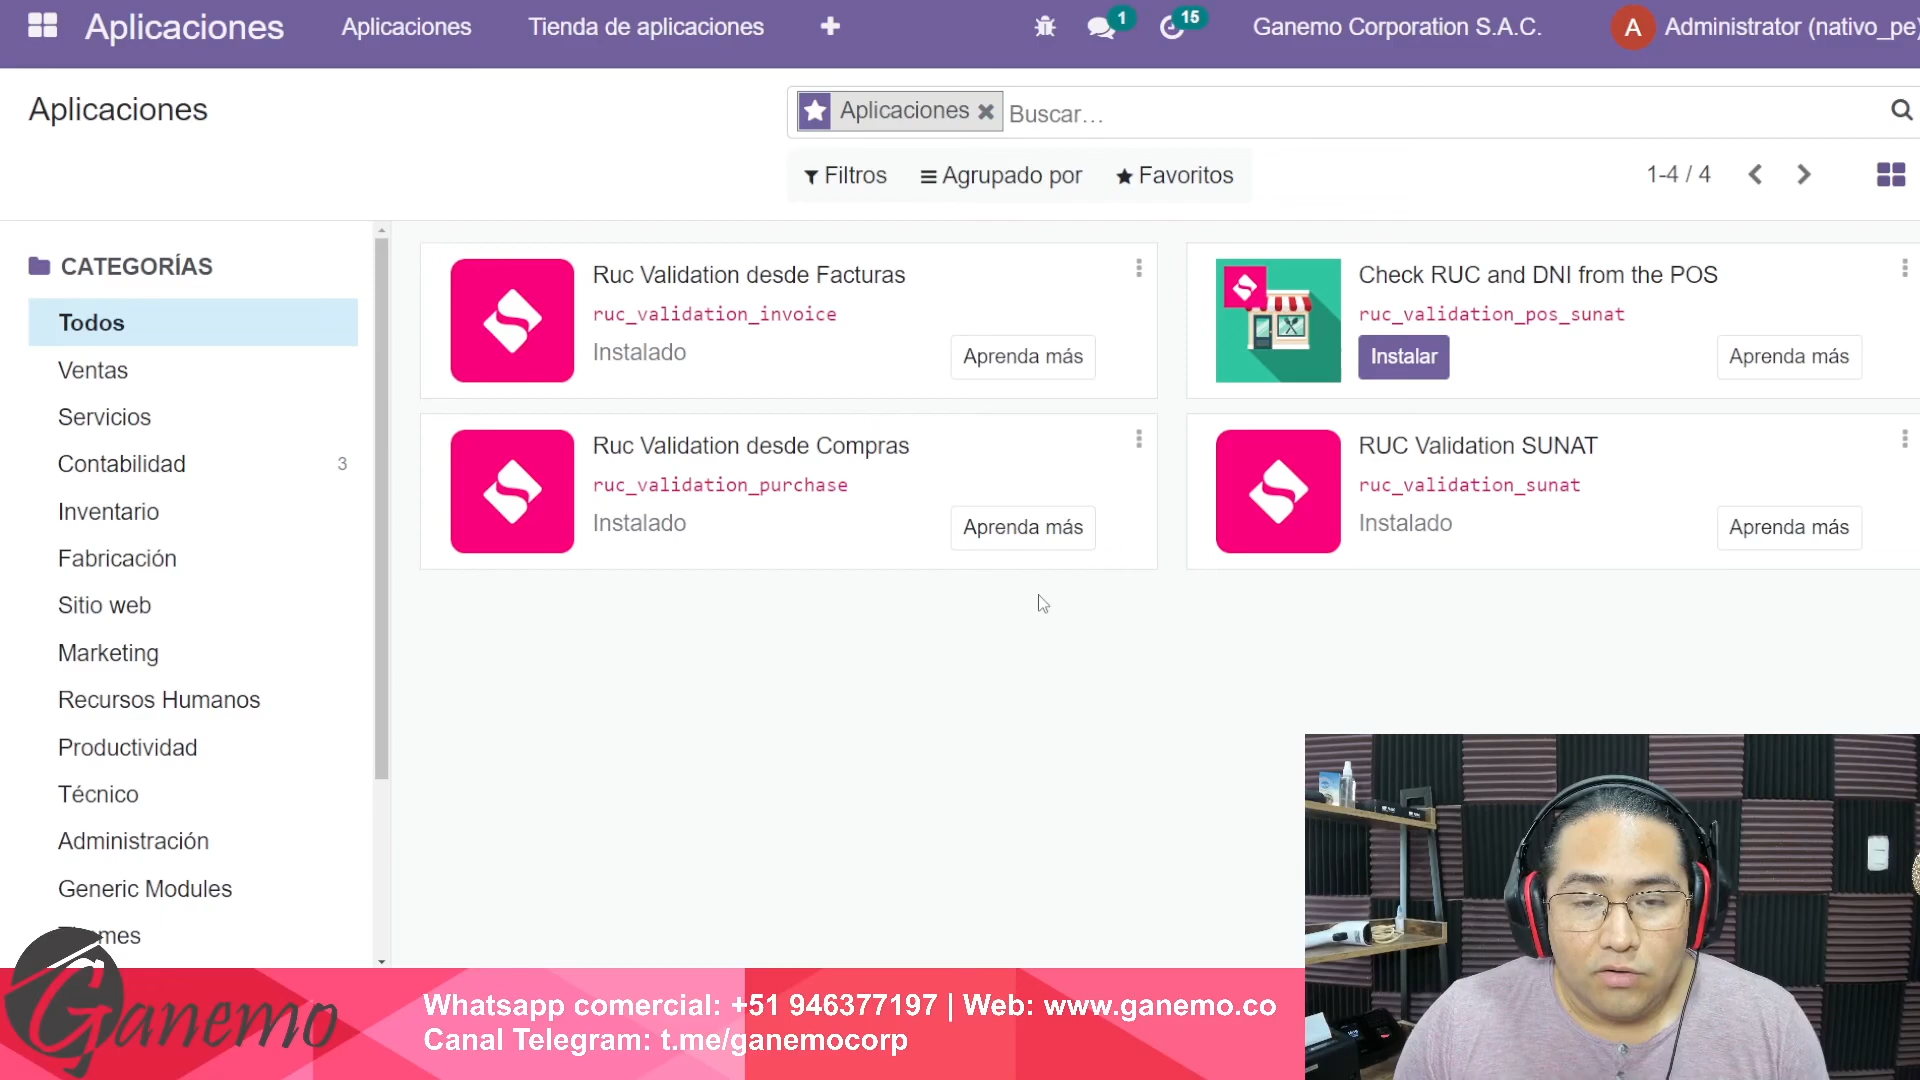 Aplicaciones Aplicaciones Tienda de aplicaciones + 1 15 Ganemo Corporation S.A.C. A Administrator (nativo_pe)
Aplicaciones
Aplicaciones Buscar...
Filtros Agrupado por Favoritos 1-4 / 4
CATEGORÍAS
Todos
Ventas
Servicios
Contabilidad 3
Inventario
Fabricación
Sitio web
Marketing
Recursos Humanos
Productividad
Técnico
Administración
Generic Modules
Ruc Validation desde Facturas
ruc_validation_invoice
Instalado Aprenda más
Check RUC and DNI from the POS
ruc_validation_pos_sunat
Instalar Aprenda más
Ruc Validation desde Compras
ruc_validation_purchase
Instalado Aprenda más
RUC Validation SUNAT
ruc_validation_sunat
Instalado Aprenda más
Ganemo
Whatsapp comercial: +51 946377197 | Web: www.ganemo.co
Canal Telegram: t.me/ganemocorp